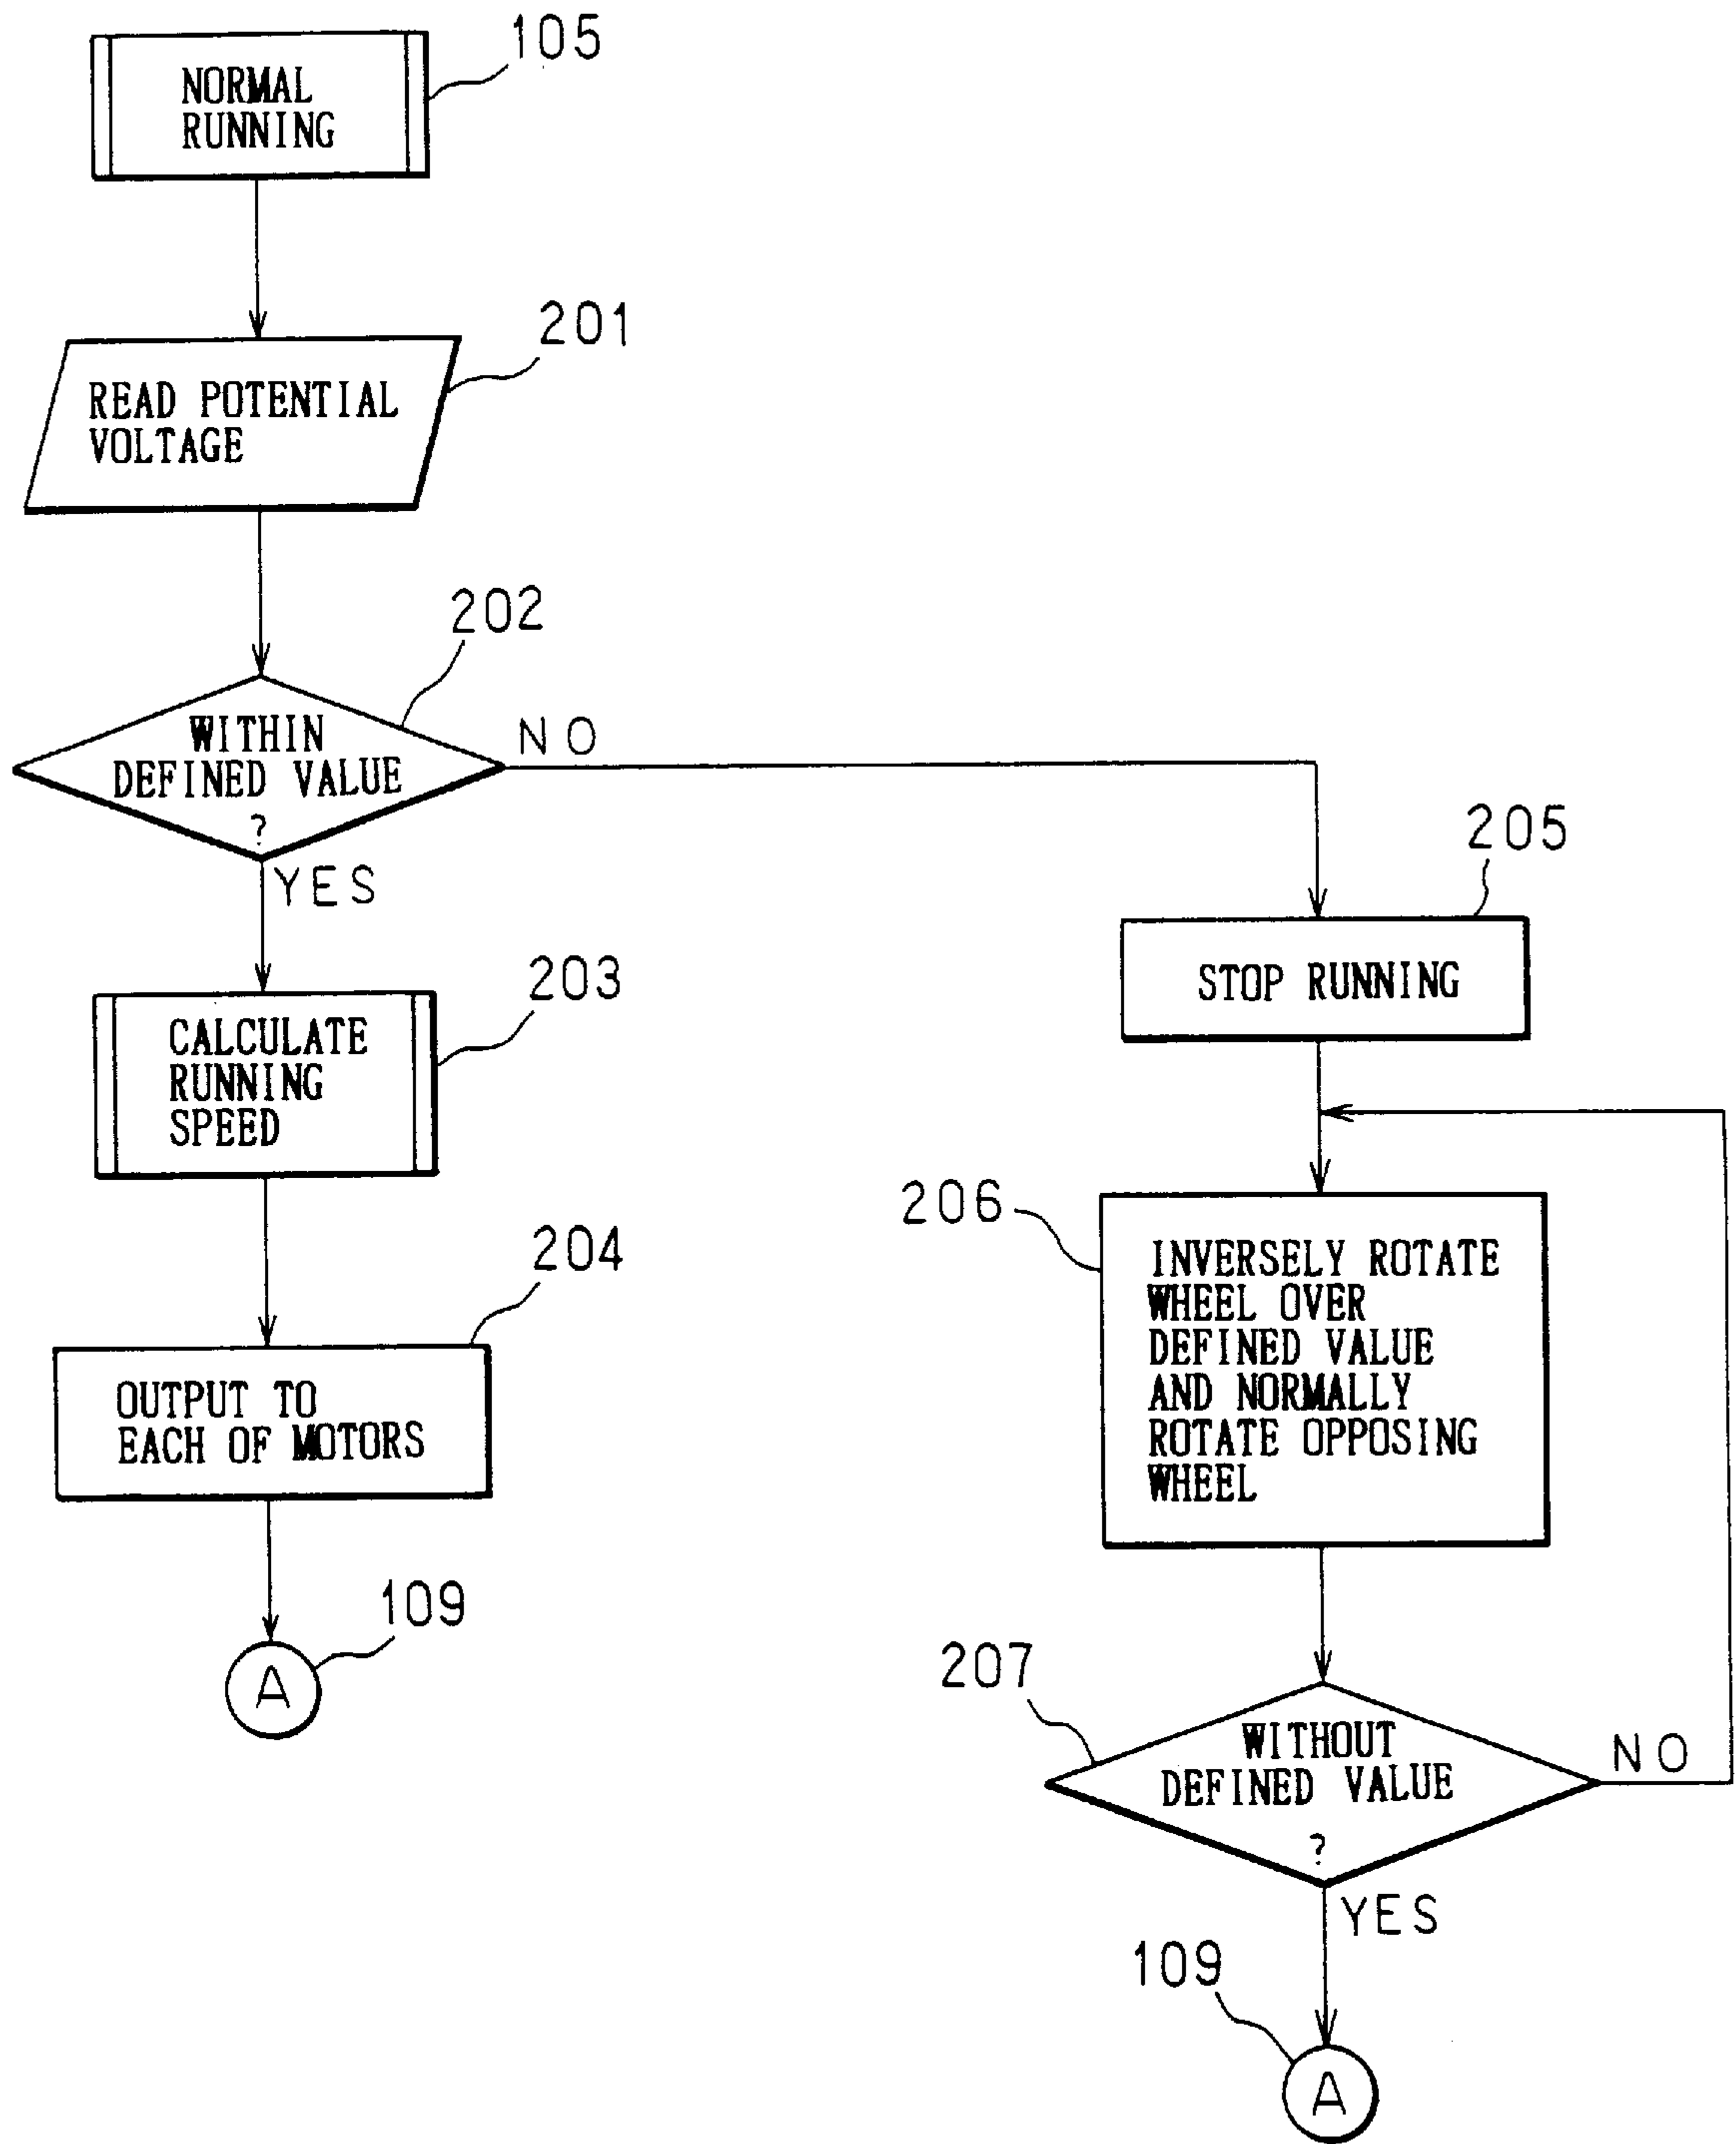 105
NORMAL
RUNNING
201
READ POTENTIAL
VOLTAGE
202
WITHIN
DEFINED VALUE
?
NO
YES
203
CALCULATE
RUNNING
SPEED
204
OUTPUT TO
EACH OF MOTORS
109
A
205
STOP RUNNING
206
INVERSELY ROTATE
WHEEL OVER
DEFINED VALUE
AND NORMALLY
ROTATE OPPOSING
WHEEL
207
WITHOUT
DEFINED VALUE
?
NO
YES
109
A